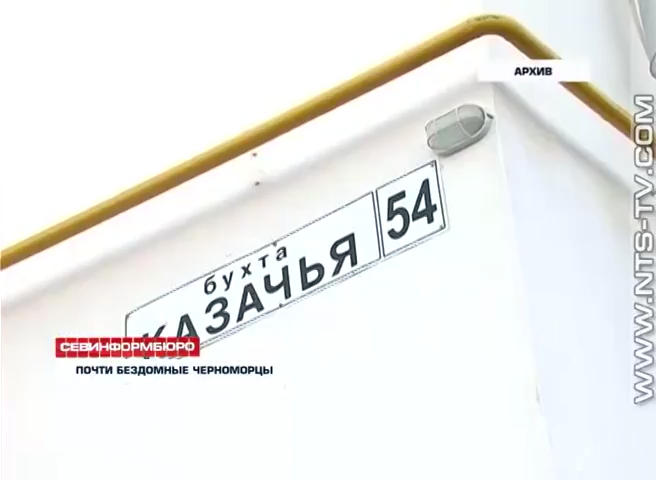 АРХИВ
бухта
КАЗАЧЬЯ
54
СЕВИНФОРМБЮРО
ПОЧТИ БЕЗДОМНЫЕ ЧЕРНОМОРЦЫ
WWW.NTS-TV.COM